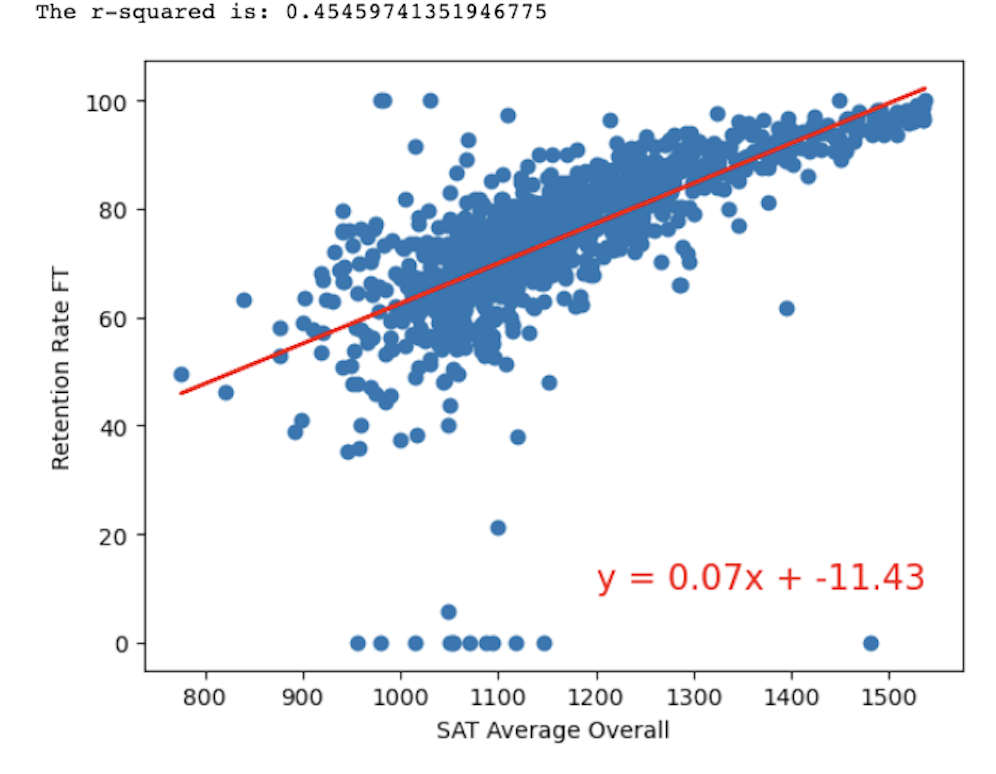 The r-squared is: 0.45459741351946775
100
80
60
40
20
0
Retention Rate FT
y = 0.07x + -11.43
800 900 1000 1100 1200 1300 1400 1500
SAT Average Overall